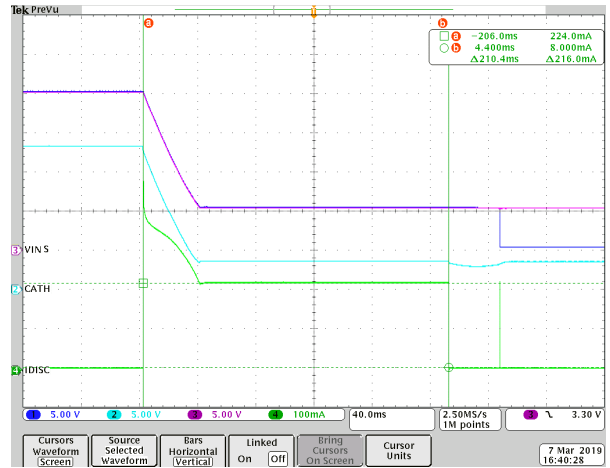 Tek PreVu
a
b
a −206.0ms 224.0mA
b 4.400ms 8.000mA
Δ210.4ms Δ216.0mA
3 VIN S
2 CATH
4 IDISC
1 5.00 V 2 5.00 V 3 5.00 V 4 100mA 40.0ms 2.50MS/s 3 3.30 V
1M points
Cursors Waveform Screen
Source Selected Waveform
Bars Horizontal Vertical
Linked On Off
Bring Cursors On Screen
Cursor Units
7 Mar 2019
16:40:28